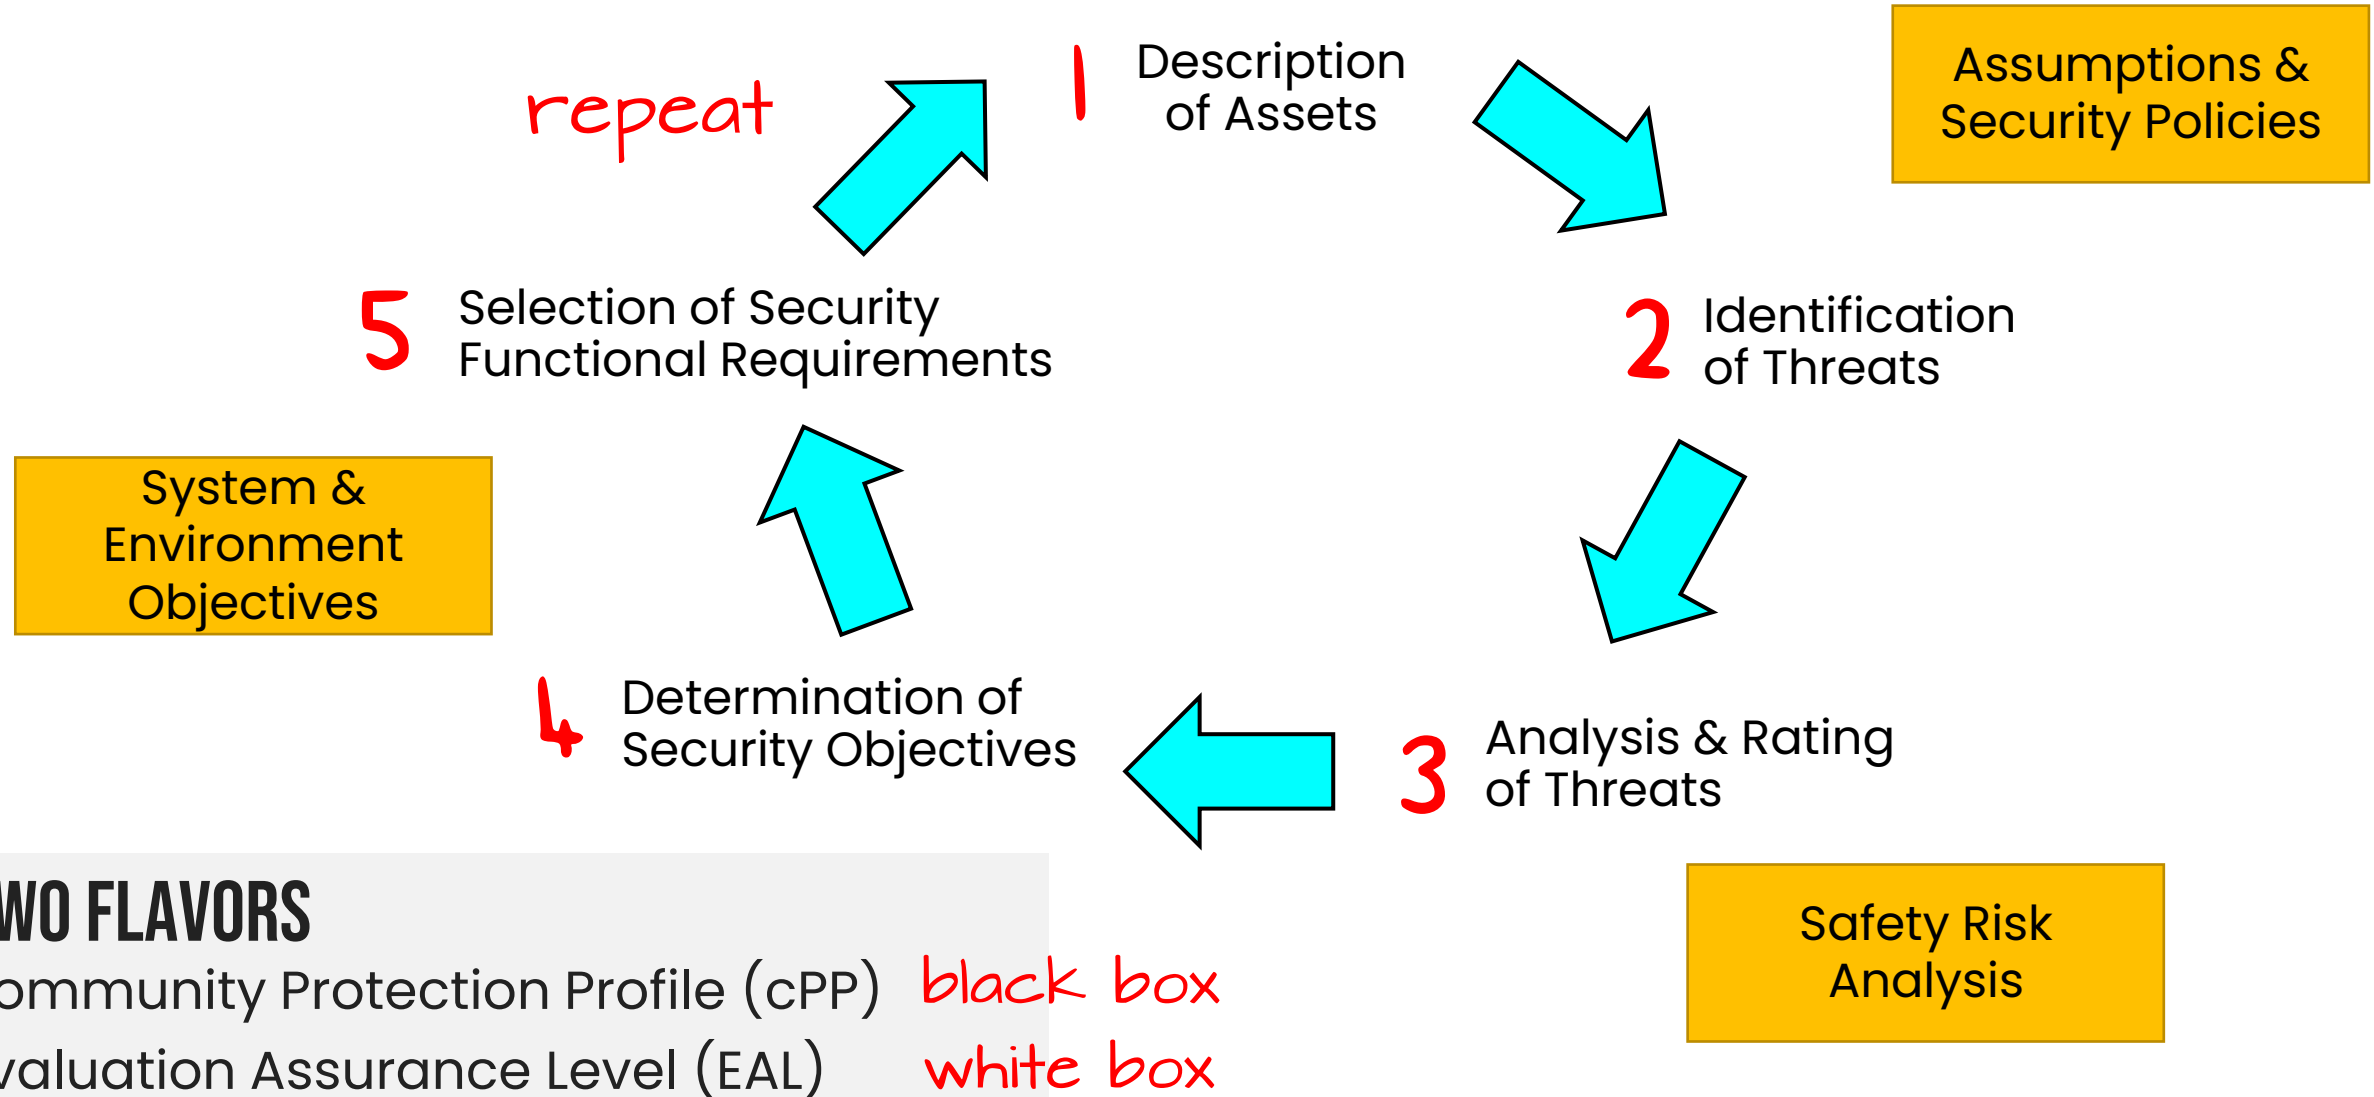 repeat
1
Description
of Assets
Assumptions &
Security Policies
2
Identification
of Threats
3
Analysis & Rating
of Threats
Safety Risk
Analysis
4
Determination of
Security Objectives
System &
Environment
Objectives
5
Selection of Security
Functional Requirements
WO FLAVORS
ommunity Protection Profile (cPP) black box
valuation Assurance Level (EAL) white box